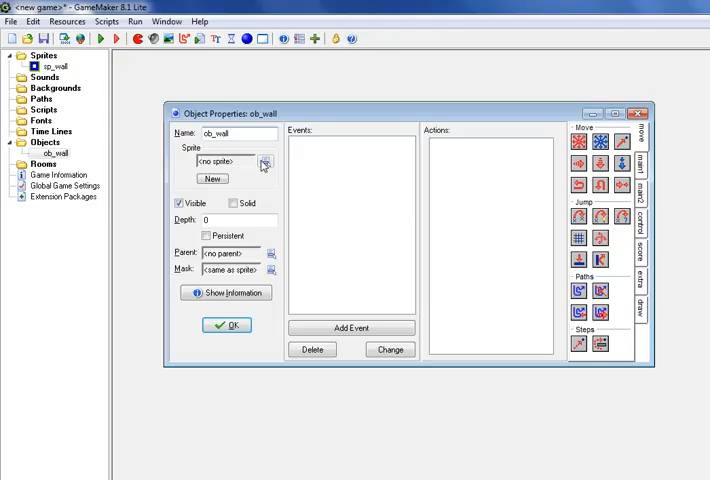 <new game>* - GameMaker 8.1 Lite
File Edit Resources Scripts Run Window Help
Sprites
sp_wall
Sounds
Backgrounds
Paths
Scripts
Fonts
Time Lines
Objects
ob_wall
Rooms
Game Information
Global Game Settings
Extension Packages
Object Properties: ob_wall
Name: ob_wall
Sprite
<no sprite>
New
Visible Solid
Depth: 0
Persistent
Parent: <no parent>
Mask: <same as sprite>
Show Information
OK
Events:
Add Event
Delete Change
Actions:
Move
Jump
Paths
Steps
move
main1
main2
control
score
extra
draw